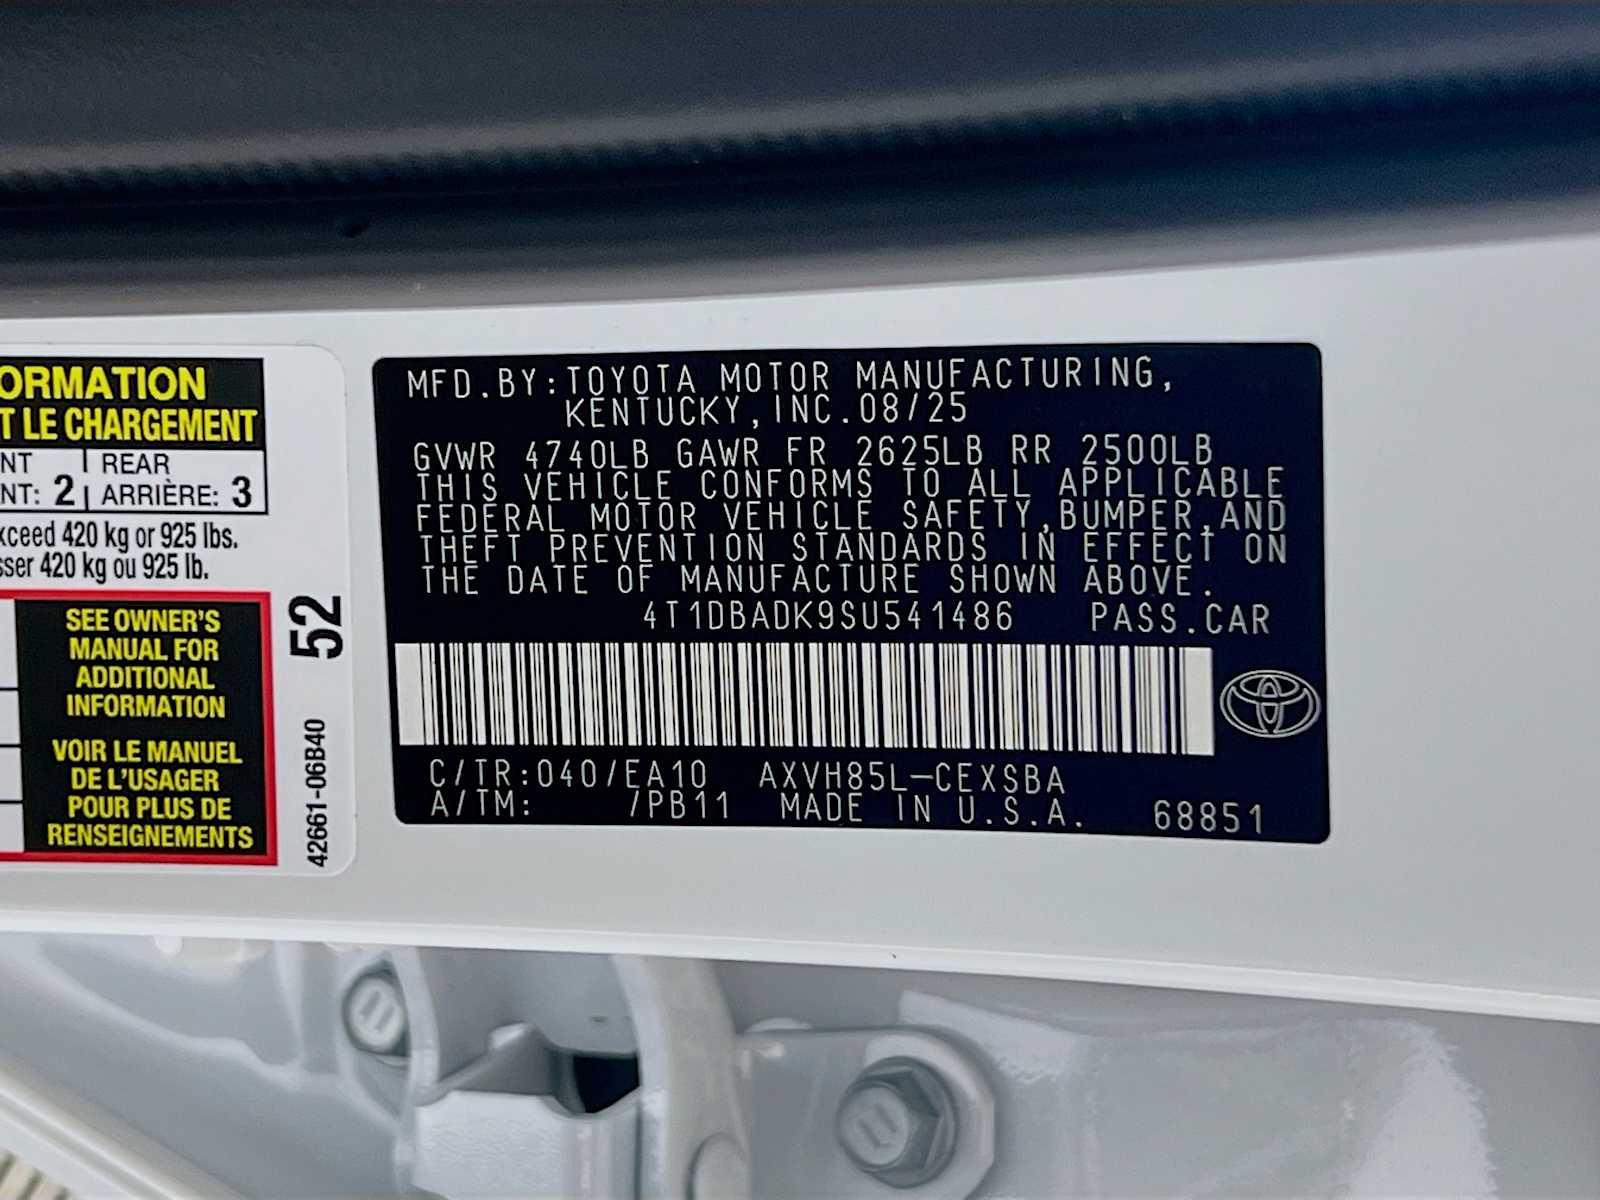 ORMATION
T LE CHARGEMENT
NT | REAR
NT: 2 | ARRIÈRE: 3
xceed 420 kg or 925 lbs.
sser 420 kg ou 925 lb.
SEE OWNER'S
MANUAL FOR
ADDITIONAL
INFORMATION
VOIR LE MANUEL
DE L'USAGER
POUR PLUS DE
RENSEIGNEMENTS
52
42661-06B40
MFD.BY:TOYOTA MOTOR MANUFACTURING,
KENTUCKY,INC.08/25
GVWR 4740LB GAWR FR 2625LB RR 2500LB
THIS VEHICLE CONFORMS TO ALL APPLICABLE
FEDERAL MOTOR VEHICLE SAFETY,BUMPER,AND
THEFT PREVENTION STANDARDS IN EFFECT ON
THE DATE OF MANUFACTURE SHOWN ABOVE.
4T1DBADK9SU541486 PASS.CAR
C/TR:040/EA10 AXVH85L-CEXSBA
A/TM: /PB11 MADE IN U.S.A. 68851